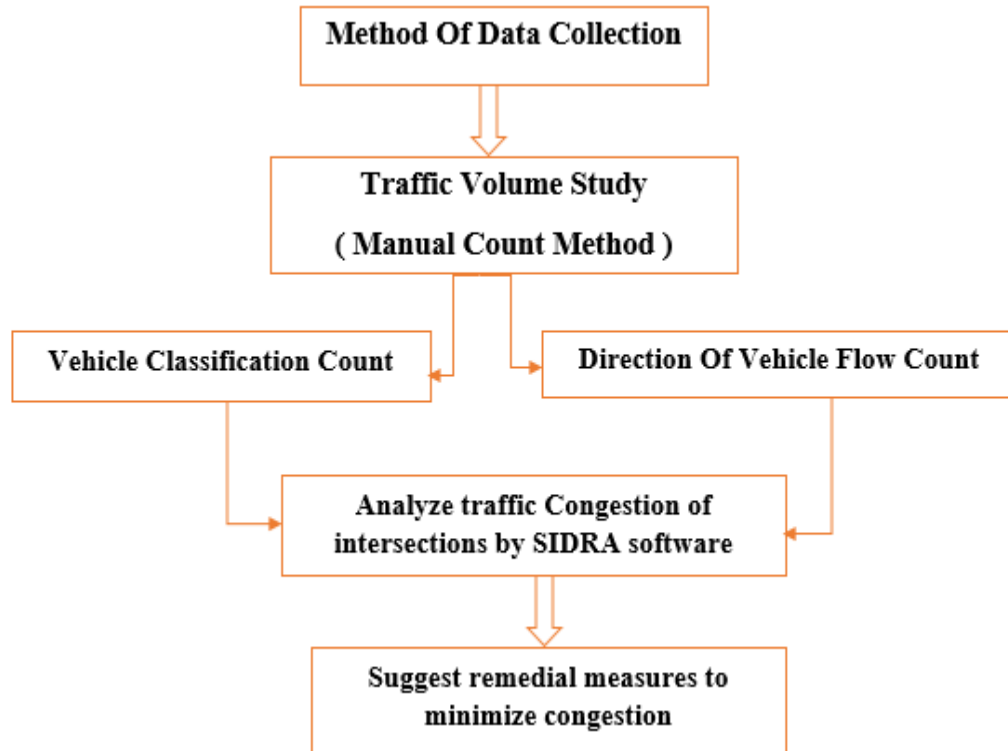 Method Of Data Collection
Traffic Volume Study
( Manual Count Method )
Vehicle Classification Count
Direction Of Vehicle Flow Count
Analyze traffic Congestion of
intersections by SIDRA software
Suggest remedial measures to
minimize congestion